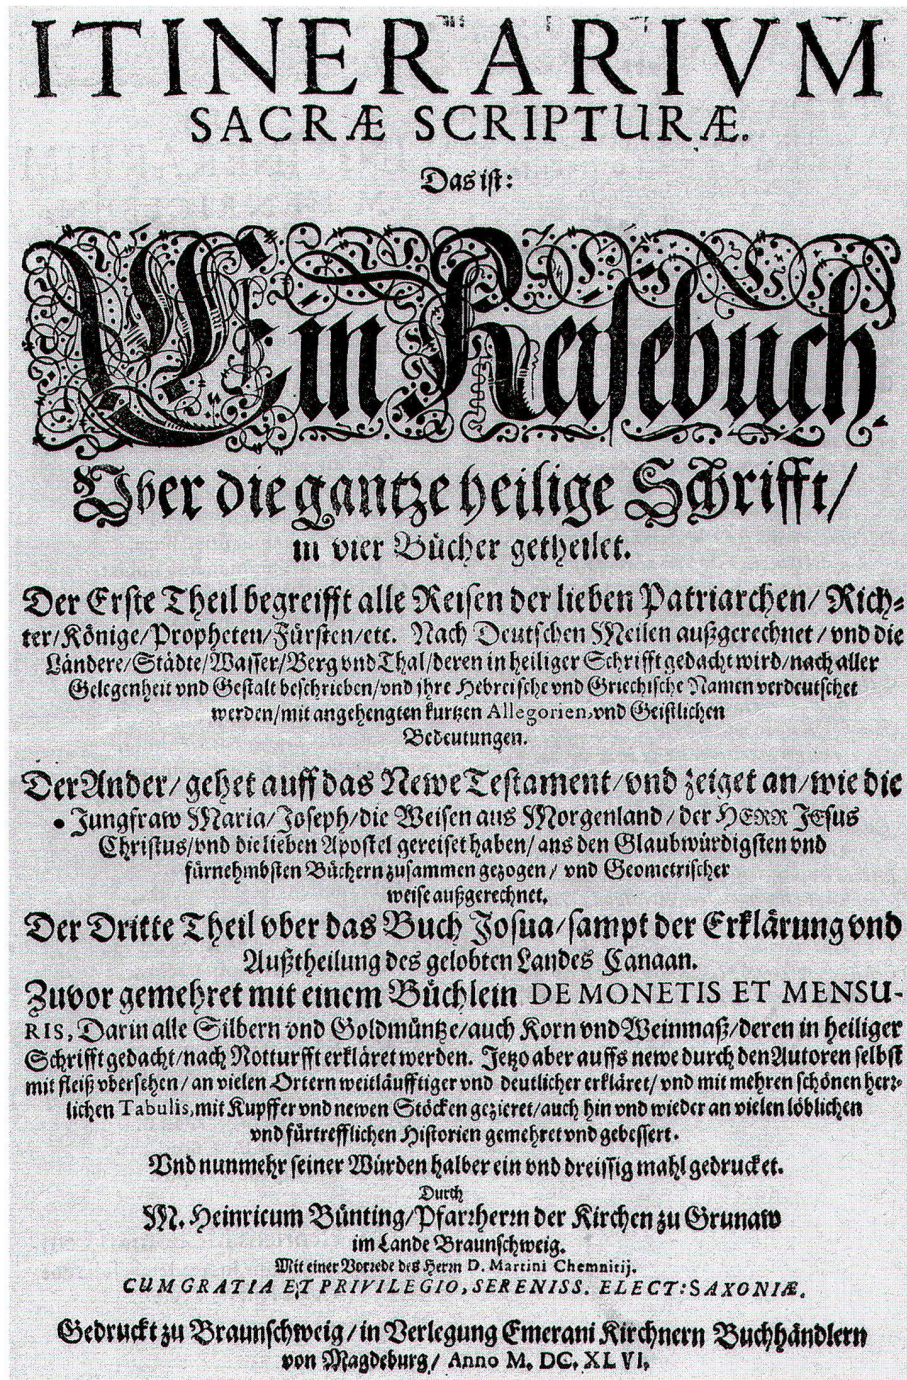 ITINERARIVM
SACRÆ SCRIPTURÆ.
Das ist:
Ein Reisebuch
Vber die gantze heilige Schrifft/
in vier Bücher getheilet.
Der Erste Theil begreifft alle Reisen der lieben Patriarchen/ Rich-
ter/Könige/Propheten/Fürsten/etc. Nach Deutschen Meilen außgerechnet/ vnd die
Ländere/Städte/Wasser/Berg vnd Thal/deren in heiliger Schrifft gedacht wird/nach aller
Gelegenheit vnd Gestalt beschrieben/vnd jhre Hebreische vnd Griechische Namen verdeutschet
werden/mit angehengten kurtzen Allegorien,vnd Geistlichen
Bedeutungen.
Der Ander/ gehet auff das Newe Testament/vnd zeiget an/wie die
Jungfraw Maria/Joseph/die Weisen aus Morgenland/ der HERR JEsus
Christus/vnd die lieben Apostel gereiset haben/ aus den Glaubwürdigsten vnd
fürnehmbsten Büchern zusammen gezogen/ vnd Geometrischer
weise außgerechnet.
Der Dritte Theil vber das Buch Josua/sampt der Erklärung vnd
Außtheilung des gelobten Landes Canaan.
Zuvor gemehret mit einem Büchlein DE MONETIS ET MENSU-
RIS, Darin alle Silbern vnd Goldmüntze/auch Korn vnd Weinmaß/deren in heiliger
Schrifft gedacht/nach Notturfft erkläret werden. Jetzo aber auffs newe durch den Autoren selbst
mit fleiß vbersehen/ an vielen Ortern weitläufftiger vnd deutlicher erkläret/ vnd mit mehren schönen hertz-
lichen Tabulis,mit Kupffer vnd newen Stöcken gezieret/auch hin vnd wieder an vielen löblichen
vnd fürtrefflichen Historien gemehret vnd gebessert.
Vnd nunmehr seiner Würden halber ein vnd dreissig mahl gedrucket.
Durch
M. Heinricum Bünting/Pfarrherrn der Kirchen zu Grunaw
im Lande Braunschweig.
Mit einer Vorrede des Herrn D. Martini Chemnitij.
CUM GRATIA ET PRIVILEGIO, SERENISS. ELECT: SAXONIÆ.
Gedruckt zu Braunschweig/ in Verlegung Emerani Kirchnern Buchhändlern
von Magdeburg/ Anno M. DC. XL VI.